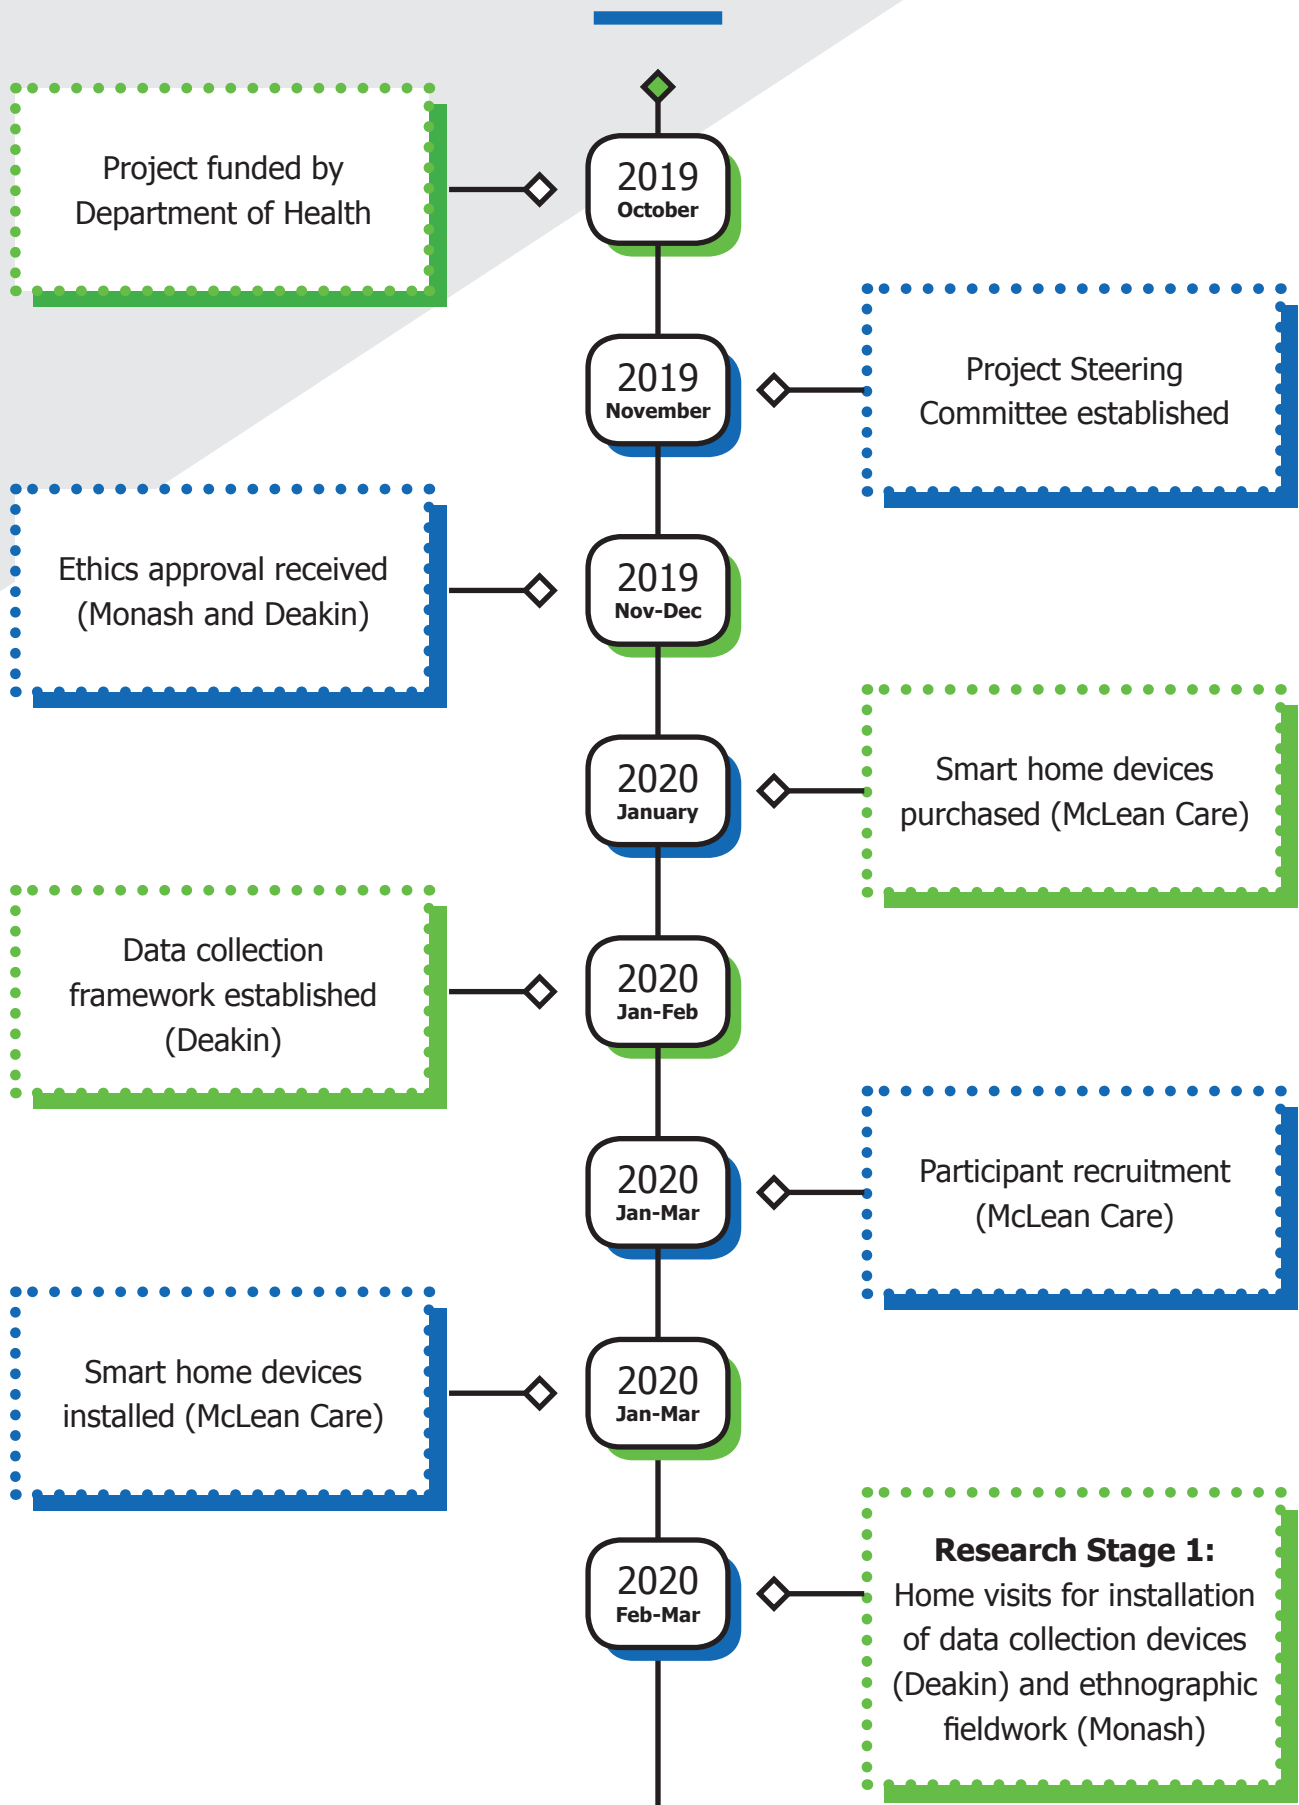 Project funded by
Department of Health
2019
October
2019
November
Project Steering
Committee established
Ethics approval received
(Monash and Deakin)
2019
Nov-Dec
2020
January
Smart home devices
purchased (McLean Care)
Data collection
framework established
(Deakin)
2020
Jan-Feb
2020
Jan-Mar
Participant recruitment
(McLean Care)
Smart home devices
installed (McLean Care)
2020
Jan-Mar
2020
Feb-Mar
Research Stage 1:
Home visits for installation
of data collection devices
(Deakin) and ethnographic
fieldwork (Monash)